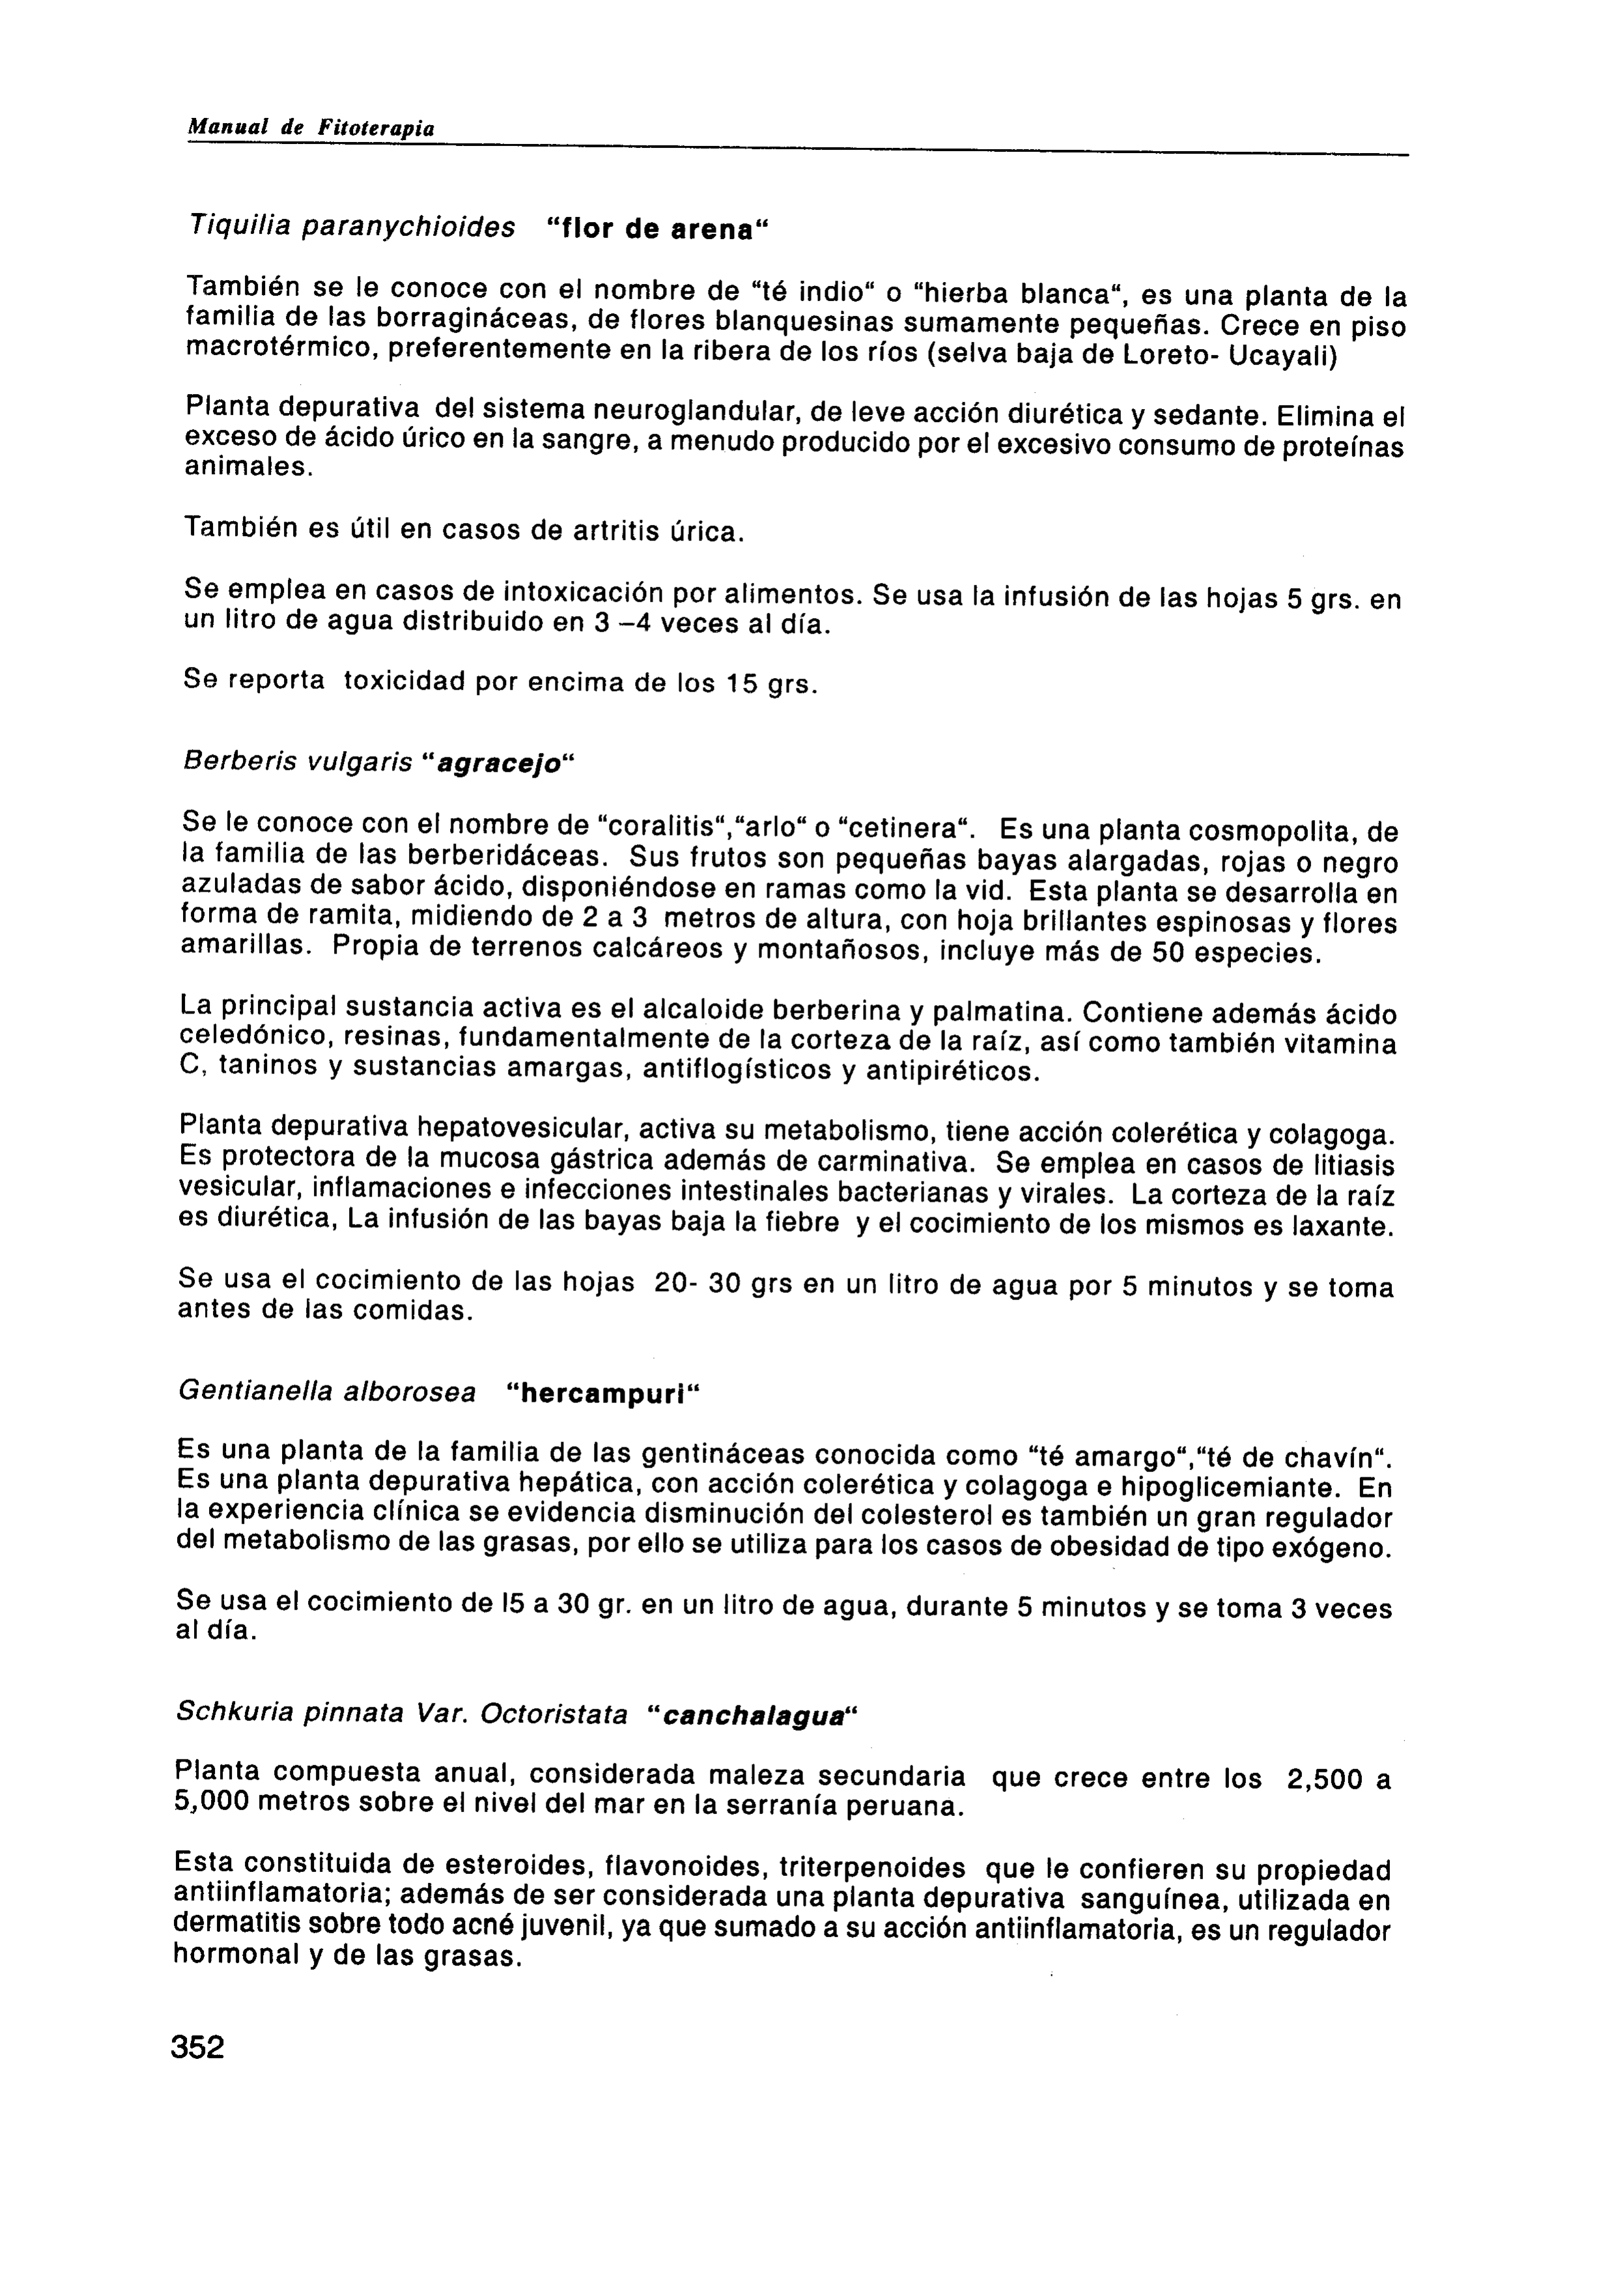 Manual de Fitoterapia
Tiquilia paranychioides "flor de arena"
También se le conoce con el nombre de "té indio" o "hierba blanca", es una planta de la
familia de las borragináceas, de flores blanquesinas sumamente pequeñas. Crece en piso
macrotérmico, preferentemente en la ribera de los ríos (selva baja de Loreto- Ucayali)
Planta depurativa del sistema neuroglandular, de leve acción diurética y sedante. Elimina el
exceso de ácido úrico en la sangre, a menudo producido por el excesivo consumo de proteínas
animales.
También es útil en casos de artritis úrica.
Se emplea en casos de intoxicación por alimentos. Se usa la infusión de las hojas 5 grs. en
un litro de agua distribuido en 3 –4 veces al día.
Se reporta toxicidad por encima de los 15 grs.
Berberis vulgaris "agracejo"
Se le conoce con el nombre de "coralitis","arlo" o "cetinera". Es una planta cosmopolita, de
la familia de las berberidáceas. Sus frutos son pequeñas bayas alargadas, rojas o negro
azuladas de sabor ácido, disponiéndose en ramas como la vid. Esta planta se desarrolla en
forma de ramita, midiendo de 2 a 3 metros de altura, con hoja brillantes espinosas y flores
amarillas. Propia de terrenos calcáreos y montañosos, incluye más de 50 especies.
La principal sustancia activa es el alcaloide berberina y palmatina. Contiene además ácido
celedónico, resinas, fundamentalmente de la corteza de la raíz, así como también vitamina
C, taninos y sustancias amargas, antiflogísticos y antipiréticos.
Planta depurativa hepatovesicular, activa su metabolismo, tiene acción colerética y colagoga.
Es protectora de la mucosa gástrica además de carminativa. Se emplea en casos de litiasis
vesicular, inflamaciones e infecciones intestinales bacterianas y virales. La corteza de la raíz
es diurética, La infusión de las bayas baja la fiebre y el cocimiento de los mismos es laxante.
Se usa el cocimiento de las hojas 20- 30 grs en un litro de agua por 5 minutos y se toma
antes de las comidas.
Gentianella alborosea "hercampuri"
Es una planta de la familia de las gentináceas conocida como "té amargo","té de chavín".
Es una planta depurativa hepática, con acción colerética y colagoga e hipoglicemiante. En
la experiencia clínica se evidencia disminución del colesterol es también un gran regulador
del metabolismo de las grasas, por ello se utiliza para los casos de obesidad de tipo exógeno.
Se usa el cocimiento de l5 a 30 gr. en un litro de agua, durante 5 minutos y se toma 3 veces
al día.
Schkuria pinnata Var. Octoristata "canchalagua"
Planta compuesta anual, considerada maleza secundaria que crece entre los 2,500 a
5,000 metros sobre el nivel del mar en la serranía peruana.
Esta constituida de esteroides, flavonoides, triterpenoides que le confieren su propiedad
antiinflamatoria; además de ser considerada una planta depurativa sanguínea, utilizada en
dermatitis sobre todo acné juvenil, ya que sumado a su acción antiinflamatoria, es un regulador
hormonal y de las grasas.
352